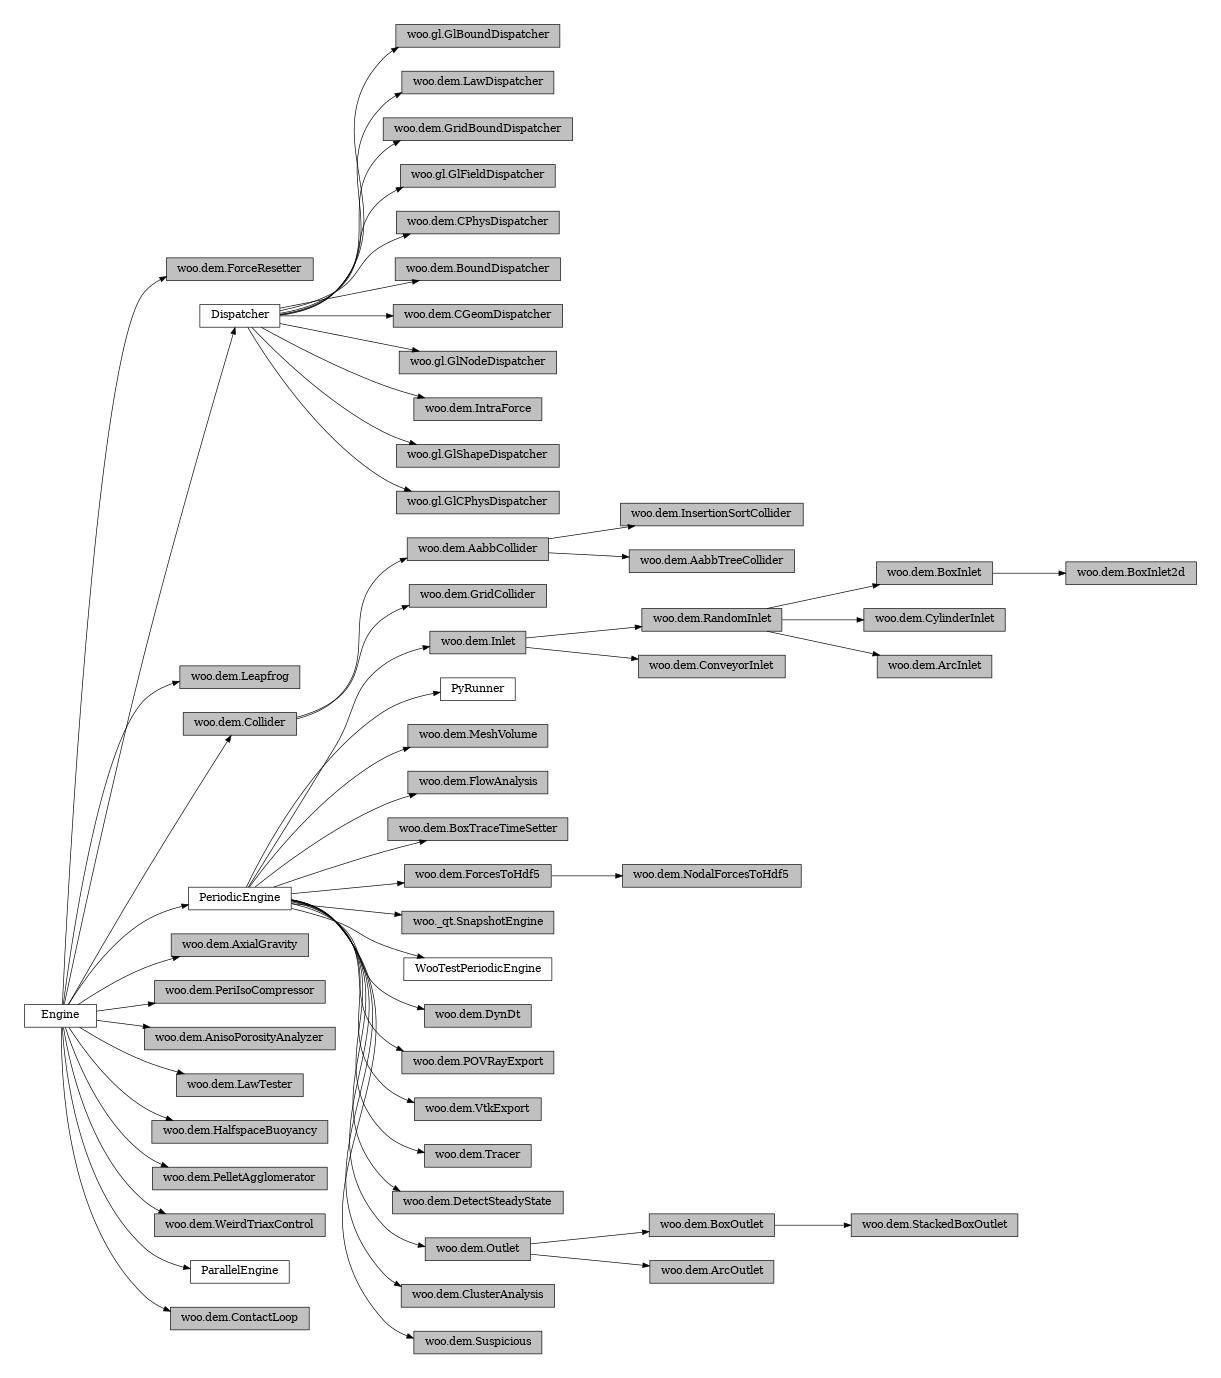 woo.gl.GlBoundDispatcher
woo.dem.LawDispatcher
woo.dem.GridBoundDispatcher
woo.gl.GlFieldDispatcher
woo.dem.CPhysDispatcher
woo.dem.ForceResetter
woo.dem.BoundDispatcher
Dispatcher
woo.dem.CGeomDispatcher
woo.gl.GlNodeDispatcher
woo.dem.IntraForce
woo.gl.GlShapeDispatcher
woo.gl.GlCPhysDispatcher
woo.dem.InsertionSortCollider
woo.dem.AabbCollider
woo.dem.AabbTreeCollider
woo.dem.BoxInlet
woo.dem.BoxInlet2d
woo.dem.GridCollider
woo.dem.RandomInlet
woo.dem.CylinderInlet
woo.dem.Inlet
woo.dem.ConveyorInlet
woo.dem.ArcInlet
woo.dem.Leapfrog
PyRunner
woo.dem.Collider
woo.dem.MeshVolume
woo.dem.FlowAnalysis
woo.dem.BoxTraceTimeSetter
woo.dem.ForcesToHdf5
woo.dem.NodalForcesToHdf5
PeriodicEngine
woo._qt.SnapshotEngine
woo.dem.AxialGravity
WooTestPeriodicEngine
woo.dem.PeriIsoCompressor
Engine
woo.dem.DynDt
woo.dem.AnisoPorosityAnalyzer
woo.dem.POVRayExport
woo.dem.LawTester
woo.dem.VtkExport
woo.dem.HalfspaceBuoyancy
woo.dem.Tracer
woo.dem.PelletAgglomerator
woo.dem.DetectSteadyState
woo.dem.WeirdTriaxControl
woo.dem.BoxOutlet
woo.dem.StackedBoxOutlet
woo.dem.Outlet
ParallelEngine
woo.dem.ArcOutlet
woo.dem.ClusterAnalysis
woo.dem.ContactLoop
woo.dem.Suspicious